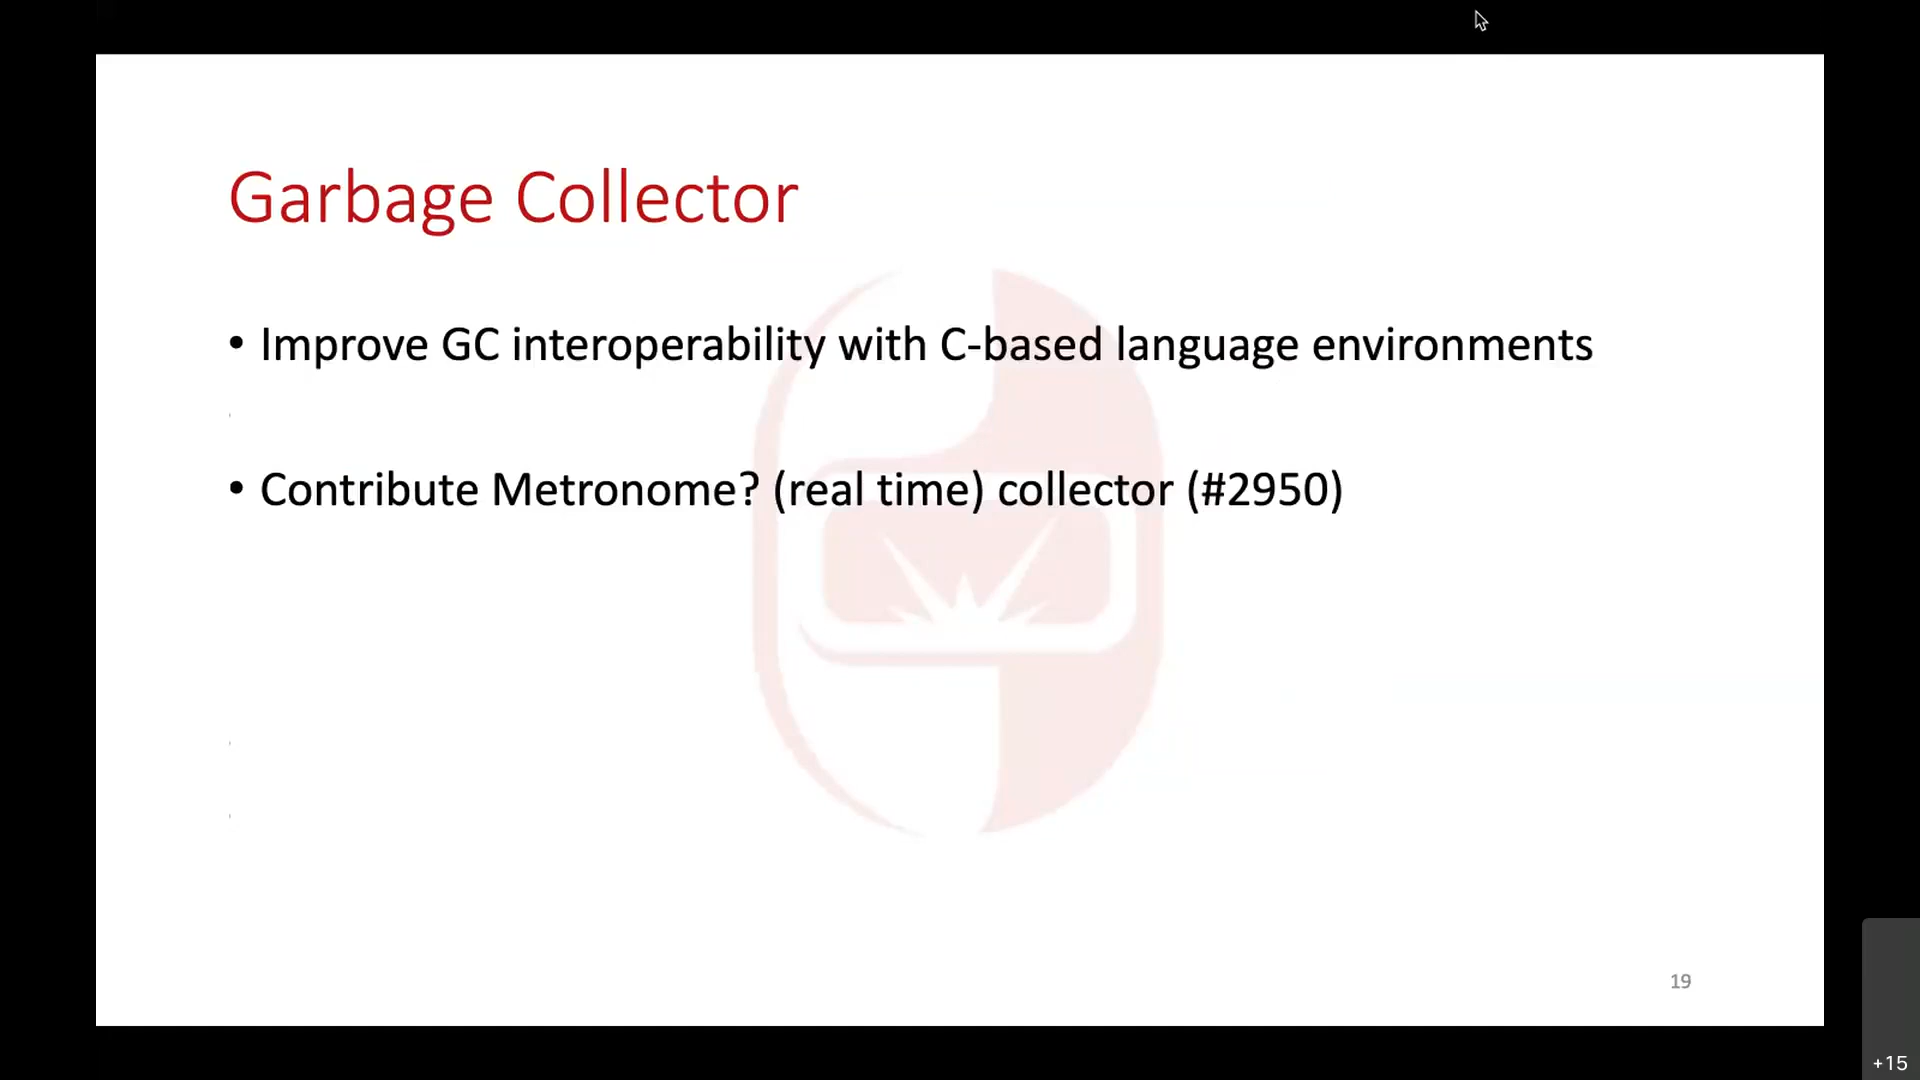 Garbage Collector
• Improve GC interoperability with C-based language environments
• Contribute Metronome? (real time) collector (#2950)
19
+15